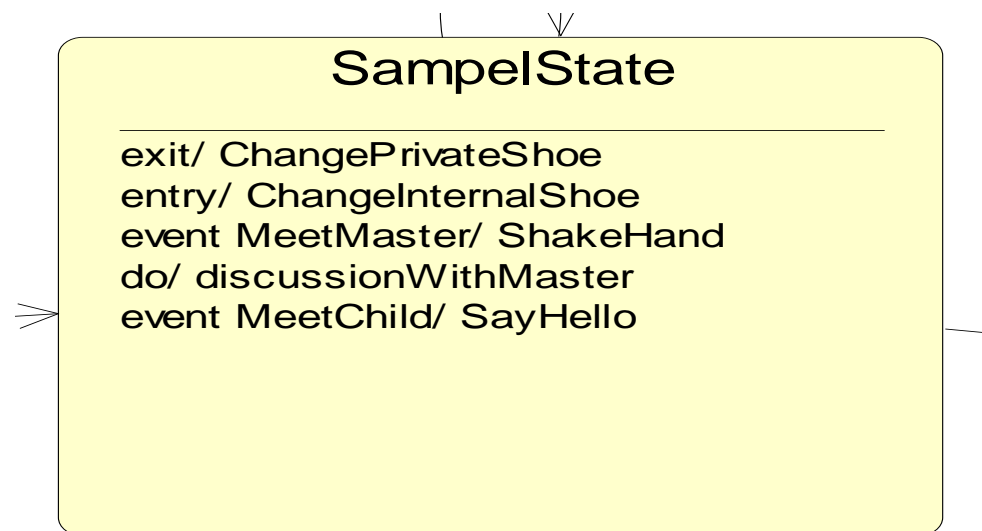 SampelState
exit/ ChangePrivateShoe
entry/ ChangeInternalShoe
event MeetMaster/ ShakeHand
do/ discussionWithMaster
event MeetChild/ SayHello